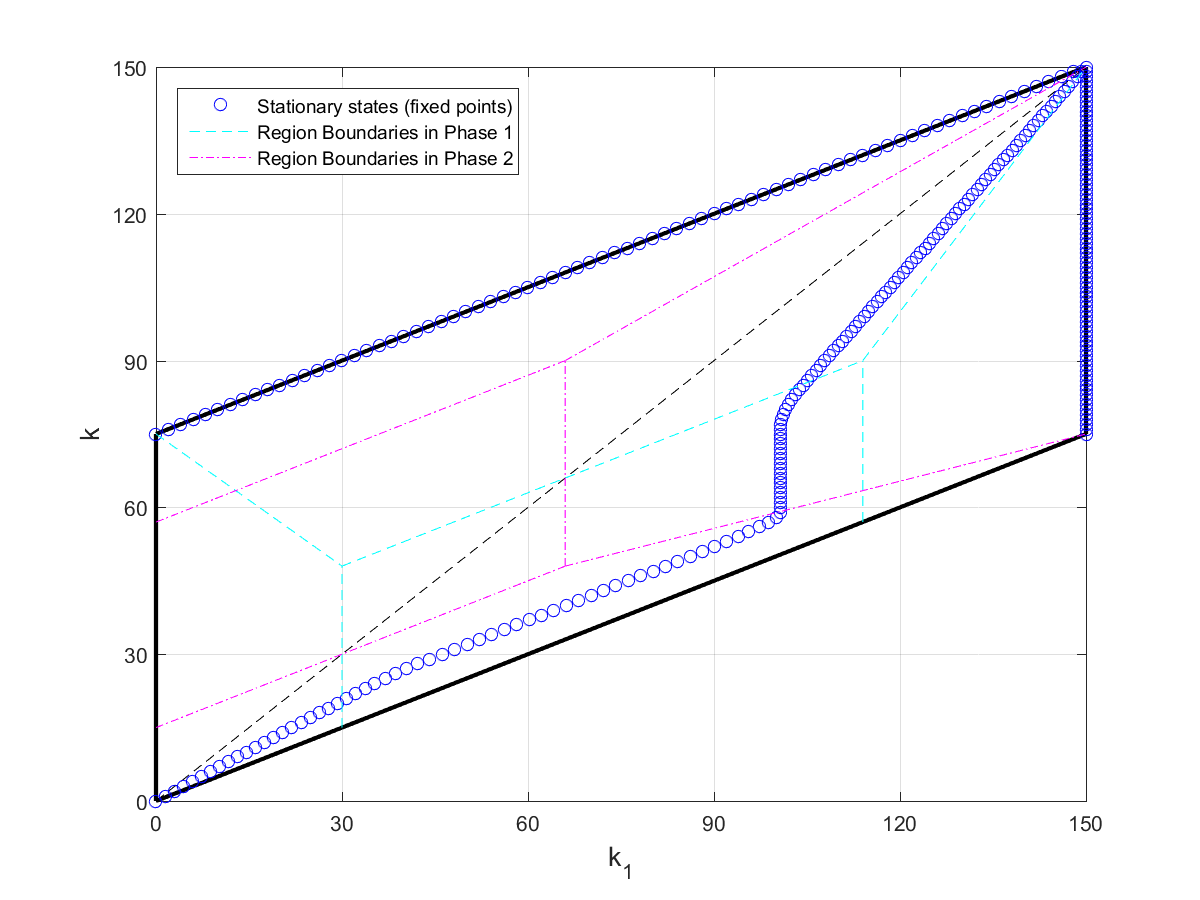 150
120
90
60
30
0
k
Stationary states (fixed points)
Region Boundaries in Phase 1
Region Boundaries in Phase 2
0 30 60 90 120 150
k₁